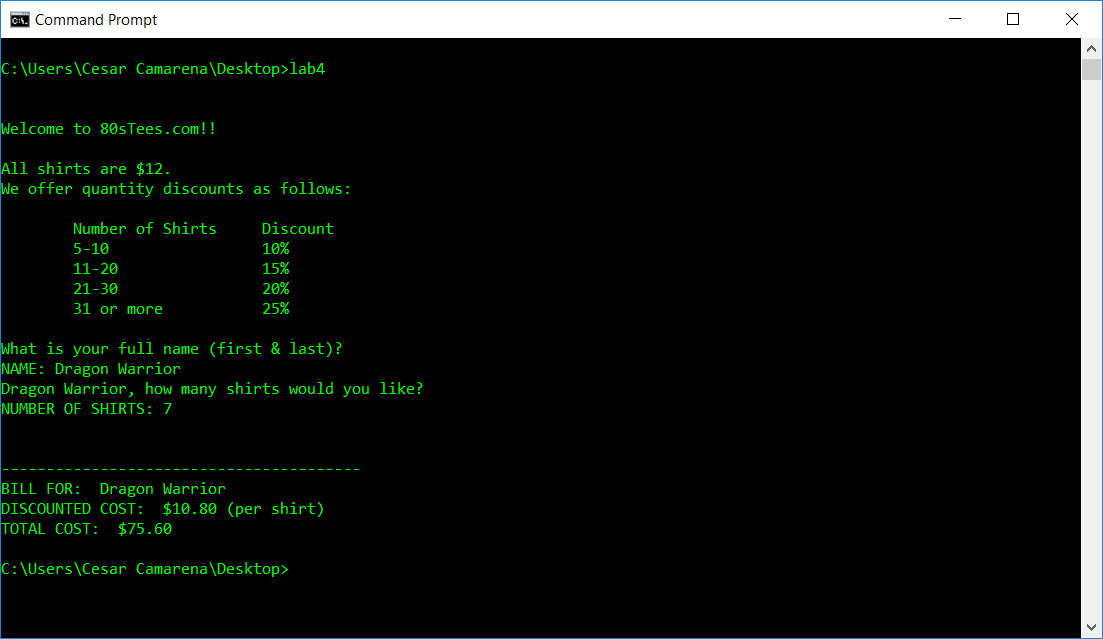 Command Prompt
C:\Users\Cesar Camarena\Desktop>lab4
Welcome to 80sTees.com!!
All shirts are $12.
We offer quantity discounts as follows:
Number of Shirts     Discount
5-10                 10%
11-20                15%
21-30                20%
31 or more           25%
What is your full name (first & last)?
NAME: Dragon Warrior
Dragon Warrior, how many shirts would you like?
NUMBER OF SHIRTS: 7
----------------------------------------
BILL FOR:  Dragon Warrior
DISCOUNTED COST:  $10.80 (per shirt)
TOTAL COST:  $75.60
C:\Users\Cesar Camarena\Desktop>